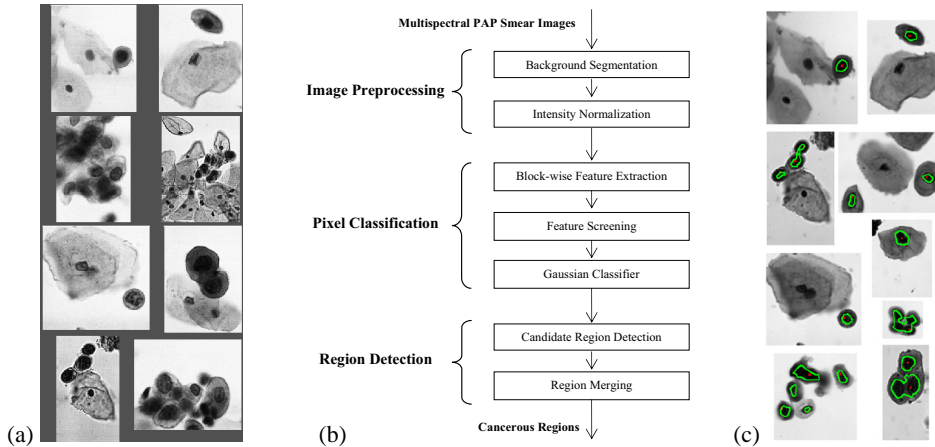 Multispectral PAP Smear Images
Image Preprocessing
Background Segmentation
Intensity Normalization
Pixel Classification
Block-wise Feature Extraction
Feature Screening
Gaussian Classifier
Region Detection
Candidate Region Detection
Region Merging
Cancerous Regions
(a)
(b)
(c)